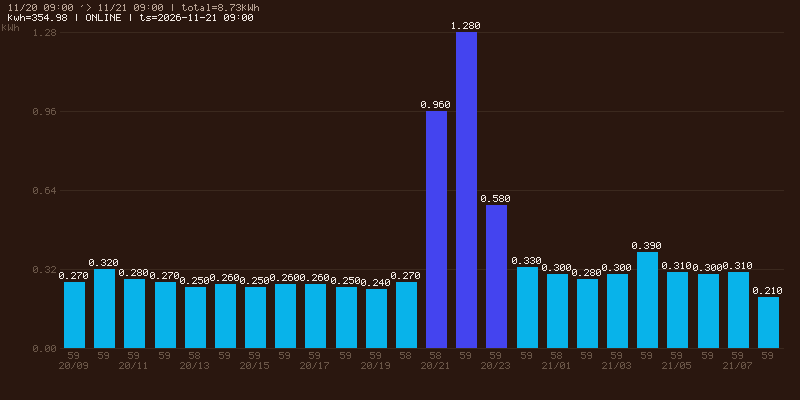 11/20 09:00 -> 11/21 09:00 | total=8.73kWh
Kwh=354.98 | ONLINE | ts=2026-11-21 09:00
kWh
1.28
0.96
0.64
0.32
0.00
0.270 0.320 0.280 0.270 0.250 0.260 0.250 0.260 0.260 0.250 0.240 0.270 0.960 1.280 0.580 0.330 0.300 0.280 0.300 0.390 0.310 0.300 0.310 0.210
59 59 59 59 58 59 59 59 59 59 59 58 58 59 59 59 58 59 59 59 59 59 59 59
20/09 20/11 20/13 20/15 20/17 20/19 20/21 20/23 21/01 21/03 21/05 21/07